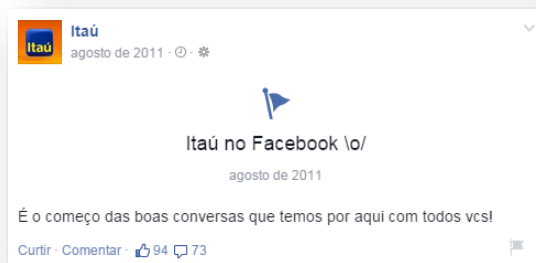 Itaú
Itaú
agosto de 2011 ·
Itaú no Facebook \o/
agosto de 2011
É o começo das boas conversas que temos por aqui com todos vcs!
Curtir · Comentar · 94 73